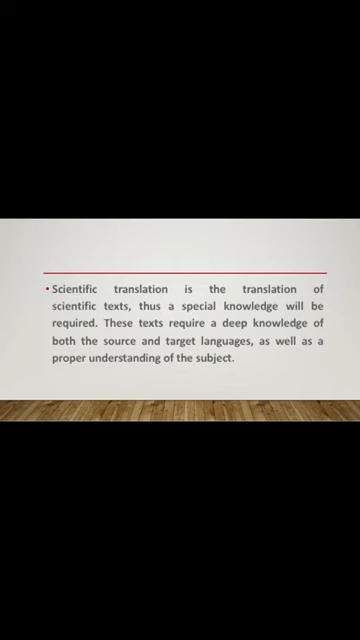 • Scientific translation is the translation of
scientific texts, thus a special knowledge will be
required. These texts require a deep knowledge of
both the source and target languages, as well as a
proper understanding of the subject.